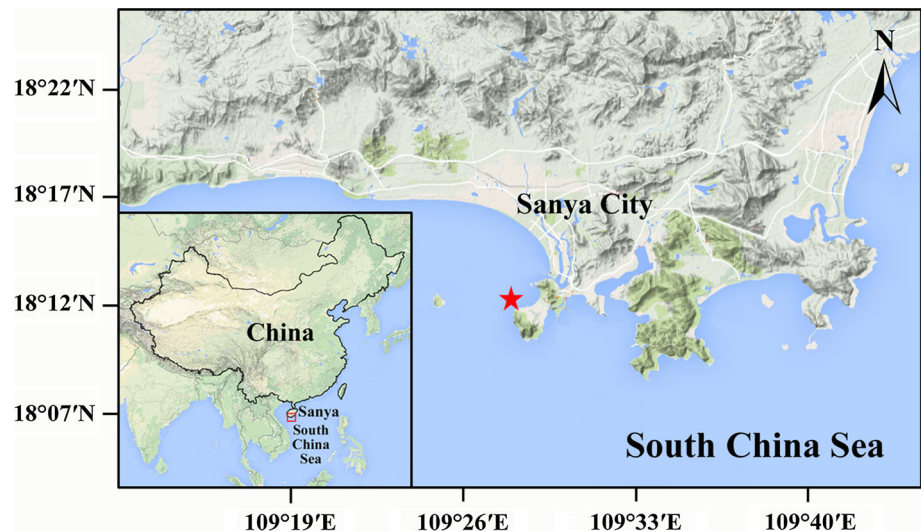 N
18°22′N
18°17′N
Sanya City
18°12′N
China
18°07′N
Sanya
South
China
Sea
South China Sea
109°19′E
109°26′E
109°33′E
109°40′E